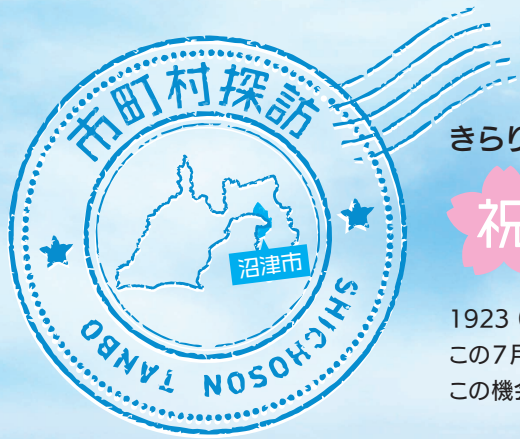 市町村探訪
沼津市
SHICHOSON TANBO
きらり
祝
1923（
この7月
この機会